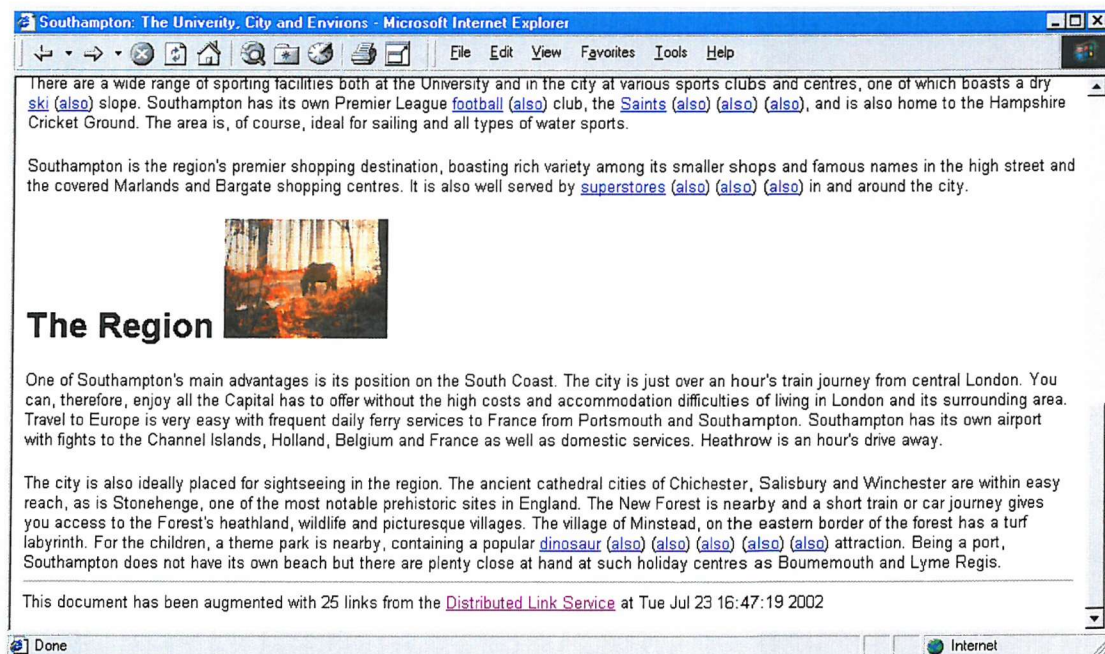 Southampton: The Univerity, City and Environs - Microsoft Internet Explorer
File Edit View Favorites Tools Help
There are a wide range of sporting facilities both at the University and in the city at various sports clubs and centres, one of which boasts a dry
ski (also) slope. Southampton has its own Premier League football (also) club, the Saints (also) (also) (also), and is also home to the Hampshire
Cricket Ground. The area is, of course, ideal for sailing and all types of water sports.
Southampton is the region's premier shopping destination, boasting rich variety among its smaller shops and famous names in the high street and
the covered Marlands and Bargate shopping centres. It is also well served by superstores (also) (also) (also) in and around the city.
The Region
One of Southampton's main advantages is its position on the South Coast. The city is just over an hour's train journey from central London. You
can, therefore, enjoy all the Capital has to offer without the high costs and accommodation difficulties of living in London and its surrounding area.
Travel to Europe is very easy with frequent daily ferry services to France from Portsmouth and Southampton. Southampton has its own airport
with fights to the Channel Islands, Holland, Belgium and France as well as domestic services. Heathrow is an hour's drive away.
The city is also ideally placed for sightseeing in the region. The ancient cathedral cities of Chichester, Salisbury and Winchester are within easy
reach, as is Stonehenge, one of the most notable prehistoric sites in England. The New Forest is nearby and a short train or car journey gives
you access to the Forest's heathland, wildlife and picturesque villages. The village of Minstead, on the eastern border of the forest has a turf
labyrinth. For the children, a theme park is nearby, containing a popular dinosaur (also) (also) (also) (also) (also) attraction. Being a port,
Southampton does not have its own beach but there are plenty close at hand at such holiday centres as Bournemouth and Lyme Regis.
This document has been augmented with 25 links from the Distributed Link Service at Tue Jul 23 16:47:19 2002
Done Internet